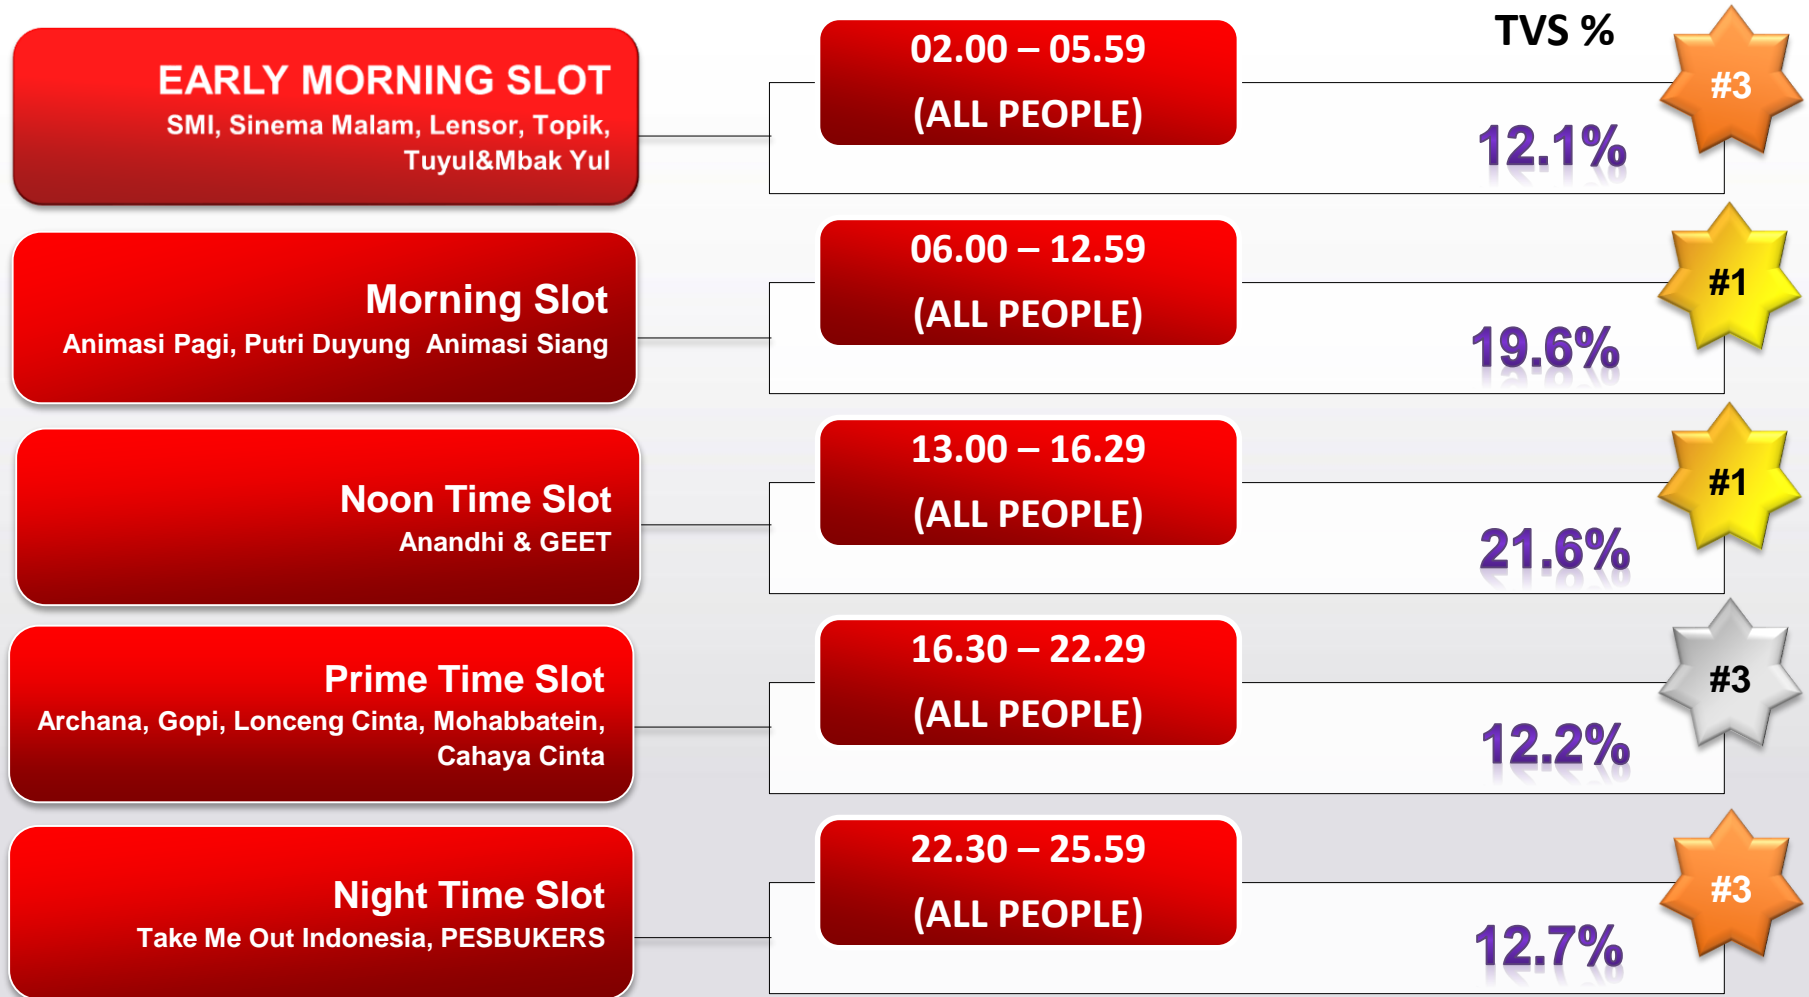 TVS %
EARLY MORNING SLOT
SMI, Sinema Malam, Lensor, Topik,
Tuyul&Mbak Yul
02.00 – 05.59
(ALL PEOPLE)
12.1%
#3
Morning Slot
Animasi Pagi, Putri Duyung  Animasi Siang
06.00 – 12.59
(ALL PEOPLE)
19.6%
#1
Noon Time Slot
Anandhi & GEET
13.00 – 16.29
(ALL PEOPLE)
21.6%
#1
Prime Time Slot
Archana, Gopi, Lonceng Cinta, Mohabbatein,
Cahaya Cinta
16.30 – 22.29
(ALL PEOPLE)
12.2%
#3
Night Time Slot
Take Me Out Indonesia, PESBUKERS
22.30 – 25.59
(ALL PEOPLE)
12.7%
#3